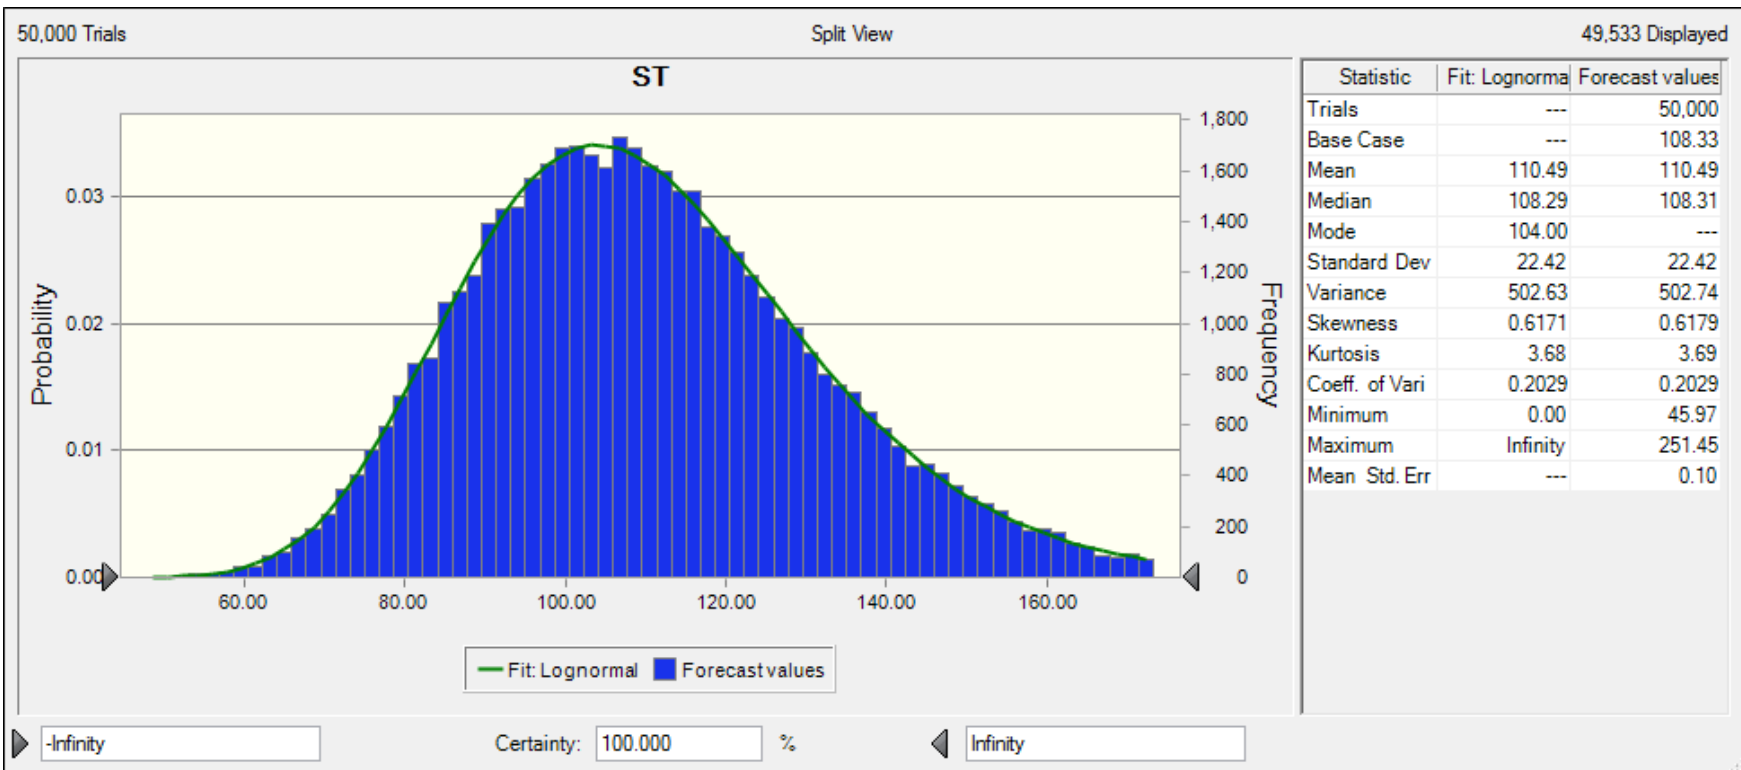 50,000 Trials Split View 49,533 Displayed
ST
Statistic Fit: Lognorma Forecast values
Trials --- 50,000
Base Case --- 108.33
Mean 110.49 110.49
Median 108.29 108.31
Mode 104.00 ---
Standard Dev 22.42 22.42
Variance 502.63 502.74
Skewness 0.6171 0.6179
Kurtosis 3.68 3.69
Coeff. of Vari 0.2029 0.2029
Minimum 0.00 45.97
Maximum Infinity 251.45
Mean Std. Err --- 0.10
Probability
0.03
0.02
0.01
0.00
1,800
1,600
1,400
1,200
1,000
800
600
400
200
0
Frequency
60.00 80.00 100.00 120.00 140.00 160.00
Fit: Lognormal Forecast values
-Infinity Certainty: 100.000 % Infinity